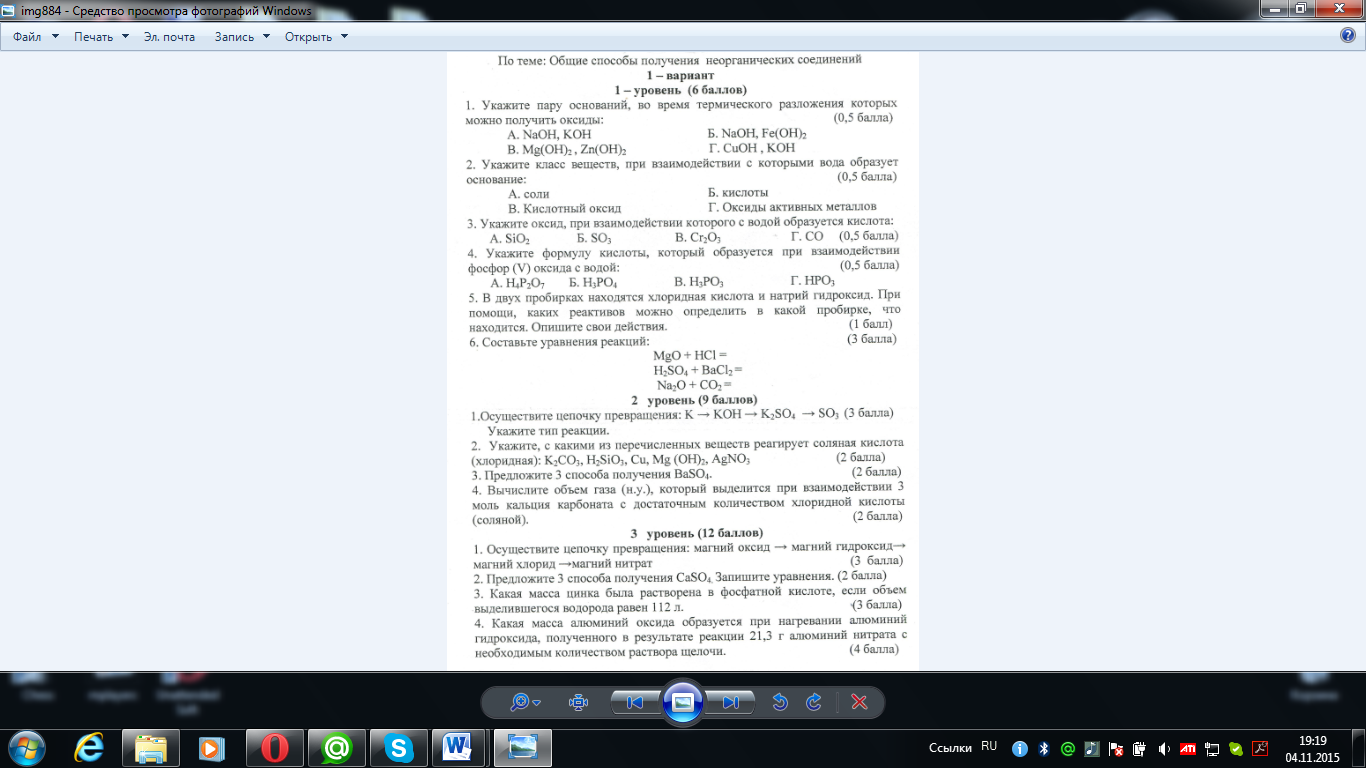 img884 - Средство просмотра фотографий Windows
Файл Печать Эл. почта Запись Открыть
По теме: Общие способы получения неорганических соединений
1 – вариант
1 – уровень (6 баллов)
1. Укажите пару оснований, во время термического разложения которых
можно получить оксиды: (0,5 балла)
А. NaOH, KOH Б. NaOH, Fe(OH)₂
В. Mg(OH)₂ , Zn(OH)₂ Г. CuOH , KOH
2. Укажите класс веществ, при взаимодействии с которыми вода образует
основание: (0,5 балла)
А. соли Б. кислоты
В. Кислотный оксид Г. Оксиды активных металлов
3. Укажите оксид, при взаимодействии которого с водой образуется кислота:
А. SiO₂ Б. SO₃ В. Cr₂O₃ Г. CO (0,5 балла)
4. Укажите формулу кислоты, который образуется при взаимодействии
фосфор (V) оксида с водой: (0,5 балла)
А. H₄P₂O₇ Б. H₃PO₄ В. H₃PO₃ Г. HPO₃
5. В двух пробирках находятся хлоридная кислота и натрий гидроксид. При
помощи, каких реактивов можно определить в какой пробирке, что
находится. Опишите свои действия. (1 балл)
6. Составьте уравнения реакций: (3 балла)
MgO + HCl =
H₂SO₄ + BaCl₂ =
Na₂O + CO₂ =
2 уровень (9 баллов)
1.Осуществите цепочку превращения: K → KOH → K₂SO₄ → SO₃ (3 балла)
Укажите тип реакции.
2. Укажите, с какими из перечисленных веществ реагирует соляная кислота
(хлоридная): K₂CO₃, H₂SiO₃, Cu, Mg (OH)₂, AgNO₃ (2 балла)
3. Предложите 3 способа получения BaSO₄. (2 балла)
4. Вычислите объем газа (н.у.), который выделится при взаимодействии 3
моль кальция карбоната с достаточным количеством хлоридной кислоты
(соляной). (2 балла)
3 уровень (12 баллов)
1. Осуществите цепочку превращения: магний оксид → магний гидроксид→
магний хлорид →магний нитрат (3 балла)
2. Предложите 3 способа получения CaSO₄. Запишите уравнения. (2 балла)
3. Какая масса цинка была растворена в фосфатной кислоте, если объем
выделившегося водорода равен 112 л. (3 балла)
4. Какая масса алюминий оксида образуется при нагревании алюминий
гидроксида, полученного в результате реакции 21,3 г алюминий нитрата с
необходимым количеством раствора щелочи. (4 балла)
Chess Unattended Soft Корзина
Ссылки RU 19:19
04.11.2015